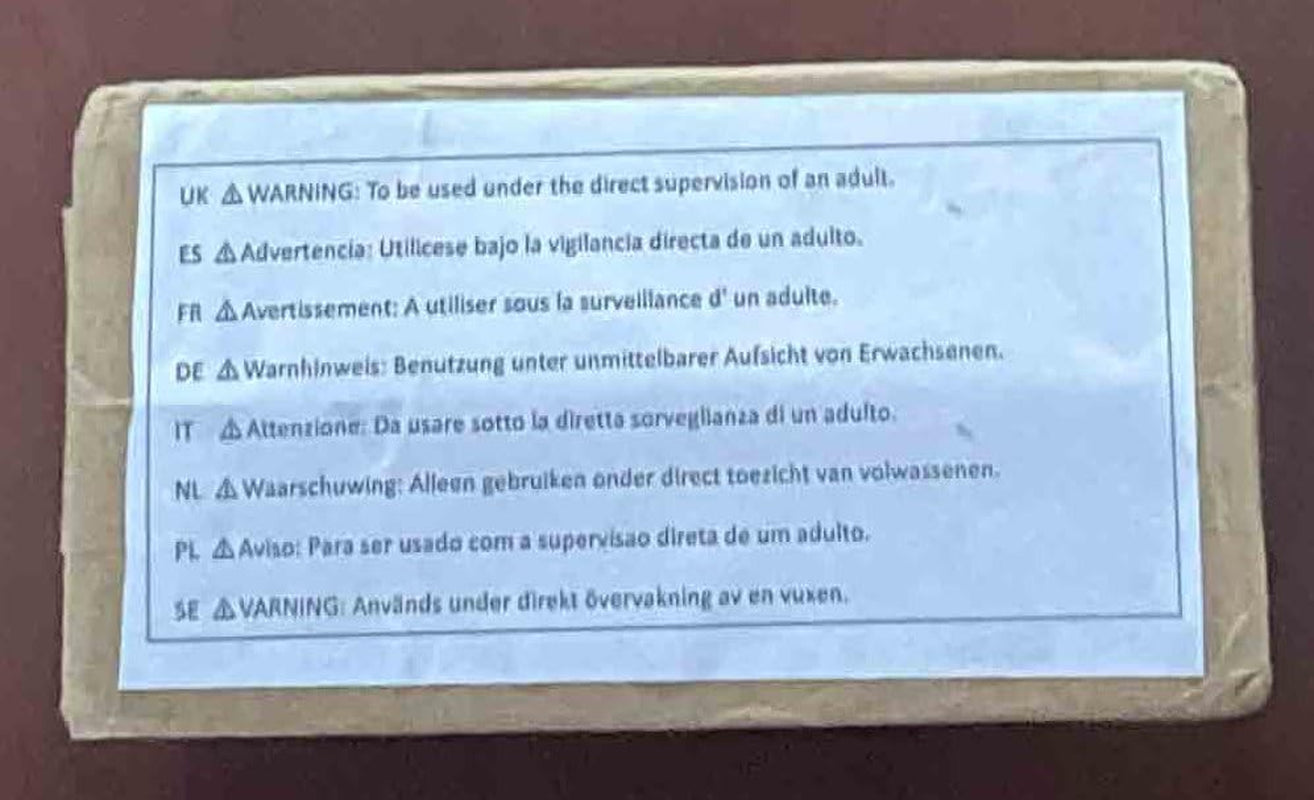 UK ⚠ WARNING: To be used under the direct supervision of an adult.
ES ⚠ Advertencia: Utilicese bajo la vigilancia directa de un adulto.
FR ⚠ Avertissement: A utiliser sous la surveillance d' un adulte.
DE ⚠ Warnhinweis: Benutzung unter unmittelbarer Aufsicht von Erwachsenen.
IT ⚠ Attenzione: Da usare sotto la diretta sorveglianza di un adulto.
NL ⚠ Waarschuwing: Alleen gebruiken onder direct toezicht van volwassenen.
PL ⚠ Aviso: Para ser usado com a supervisao direta de um adulto.
SE ⚠ VARNING: Används under direkt övervakning av en vuxen.